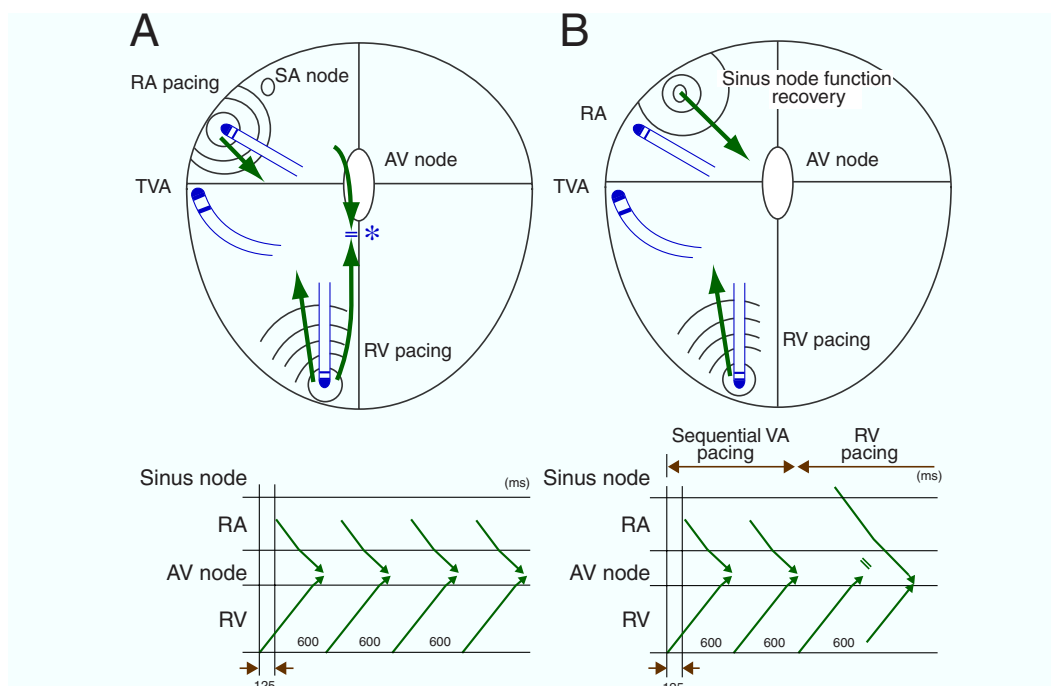 A
RA pacing
SA node
AV node
TVA
=*
RV pacing
B
Sinus node function
recovery
RA
AV node
TVA
RV pacing
Sinus node
(ms)
RA
AV node
RV
600
600
600
Sequential VA
pacing
RV
pacing
Sinus node
(ms)
RA
AV node
RV
600
600
600